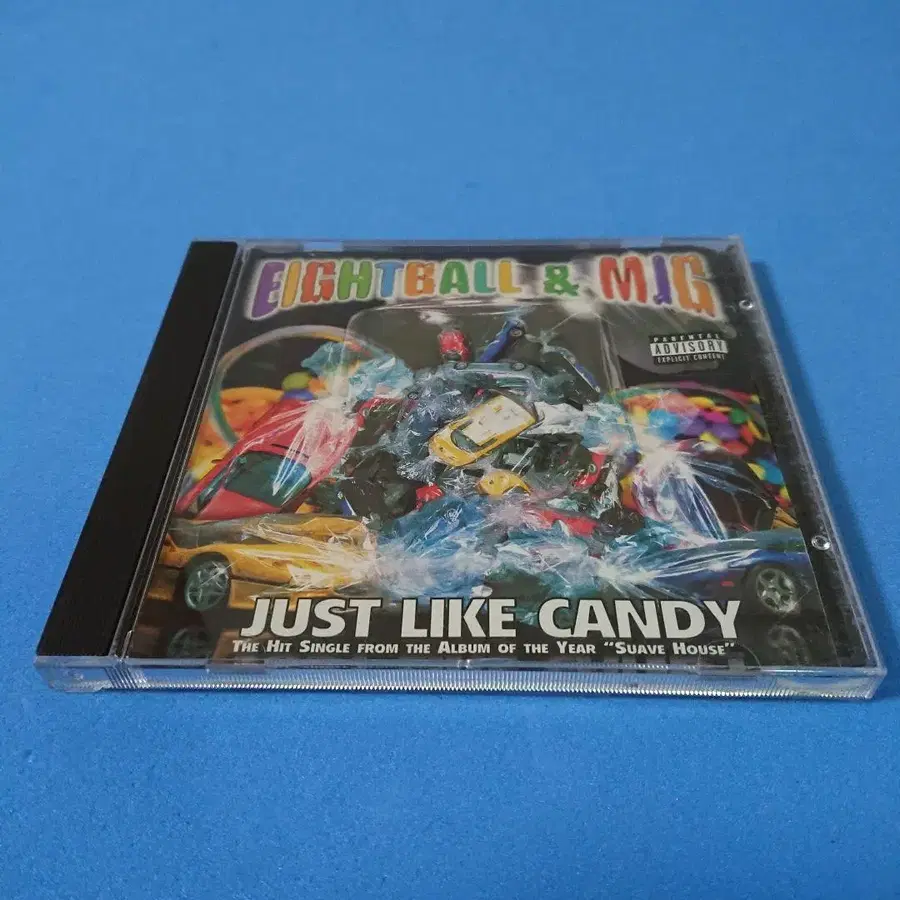 EIGHTBALL & MJG
PARENTAL
ADVISORY
EXPLICIT CONTENT
JUST LIKE CANDY
THE HIT SINGLE FROM THE ALBUM OF THE YEAR "SUAVE HOUSE"